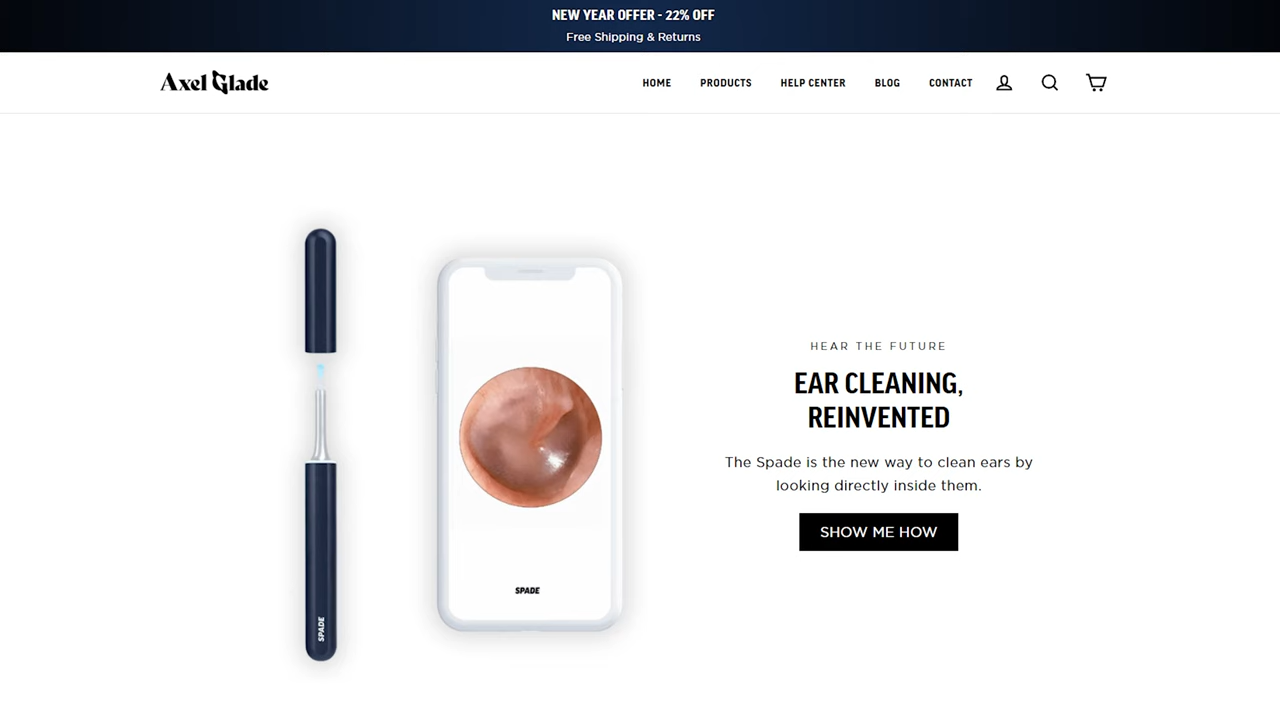 NEW YEAR OFFER - 22% OFF
Free Shipping & Returns
Axel Glade
HOME PRODUCTS HELP CENTER BLOG CONTACT
HEAR THE FUTURE
EAR CLEANING,
REINVENTED
The Spade is the new way to clean ears by
looking directly inside them.
SHOW ME HOW
SPADE
SPADE